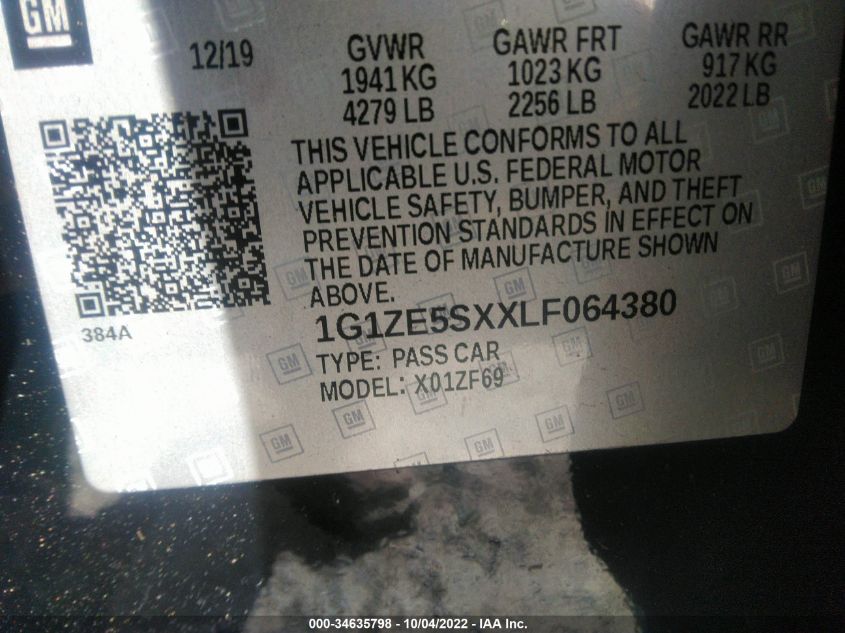 GM
12/19
GVWR GAWR FRT GAWR RR
1941 KG 1023 KG 917 KG
4279 LB 2256 LB 2022 LB
THIS VEHICLE CONFORMS TO ALL
APPLICABLE U.S. FEDERAL MOTOR
VEHICLE SAFETY, BUMPER, AND THEFT
PREVENTION STANDARDS IN EFFECT ON
THE DATE OF MANUFACTURE SHOWN
ABOVE.
384A
1G1ZE5SXXLF064380
TYPE: PASS CAR
MODEL: X01ZF69
000-34635798 - 10/04/2022 - IAA Inc.